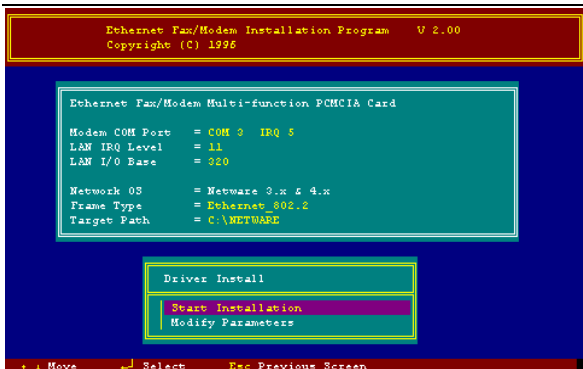 Ethernet Fax/Modem Installation Program V 2.00
Copyright (C) 1996
Ethernet Fax/Modem Multi-function PCMCIA Card
Modem COM Port = COM 3 IRQ 5
LAN IRQ Level = 11
LAN I/O Base = 320
Network OS = Netware 3.x & 4.x
Frame Type = Ethernet_802.2
Target Path = C:\NETWARE
Driver Install
Start Installation
Modify Parameters
↑ ↓ Move ↵ Select Esc Previous Screen